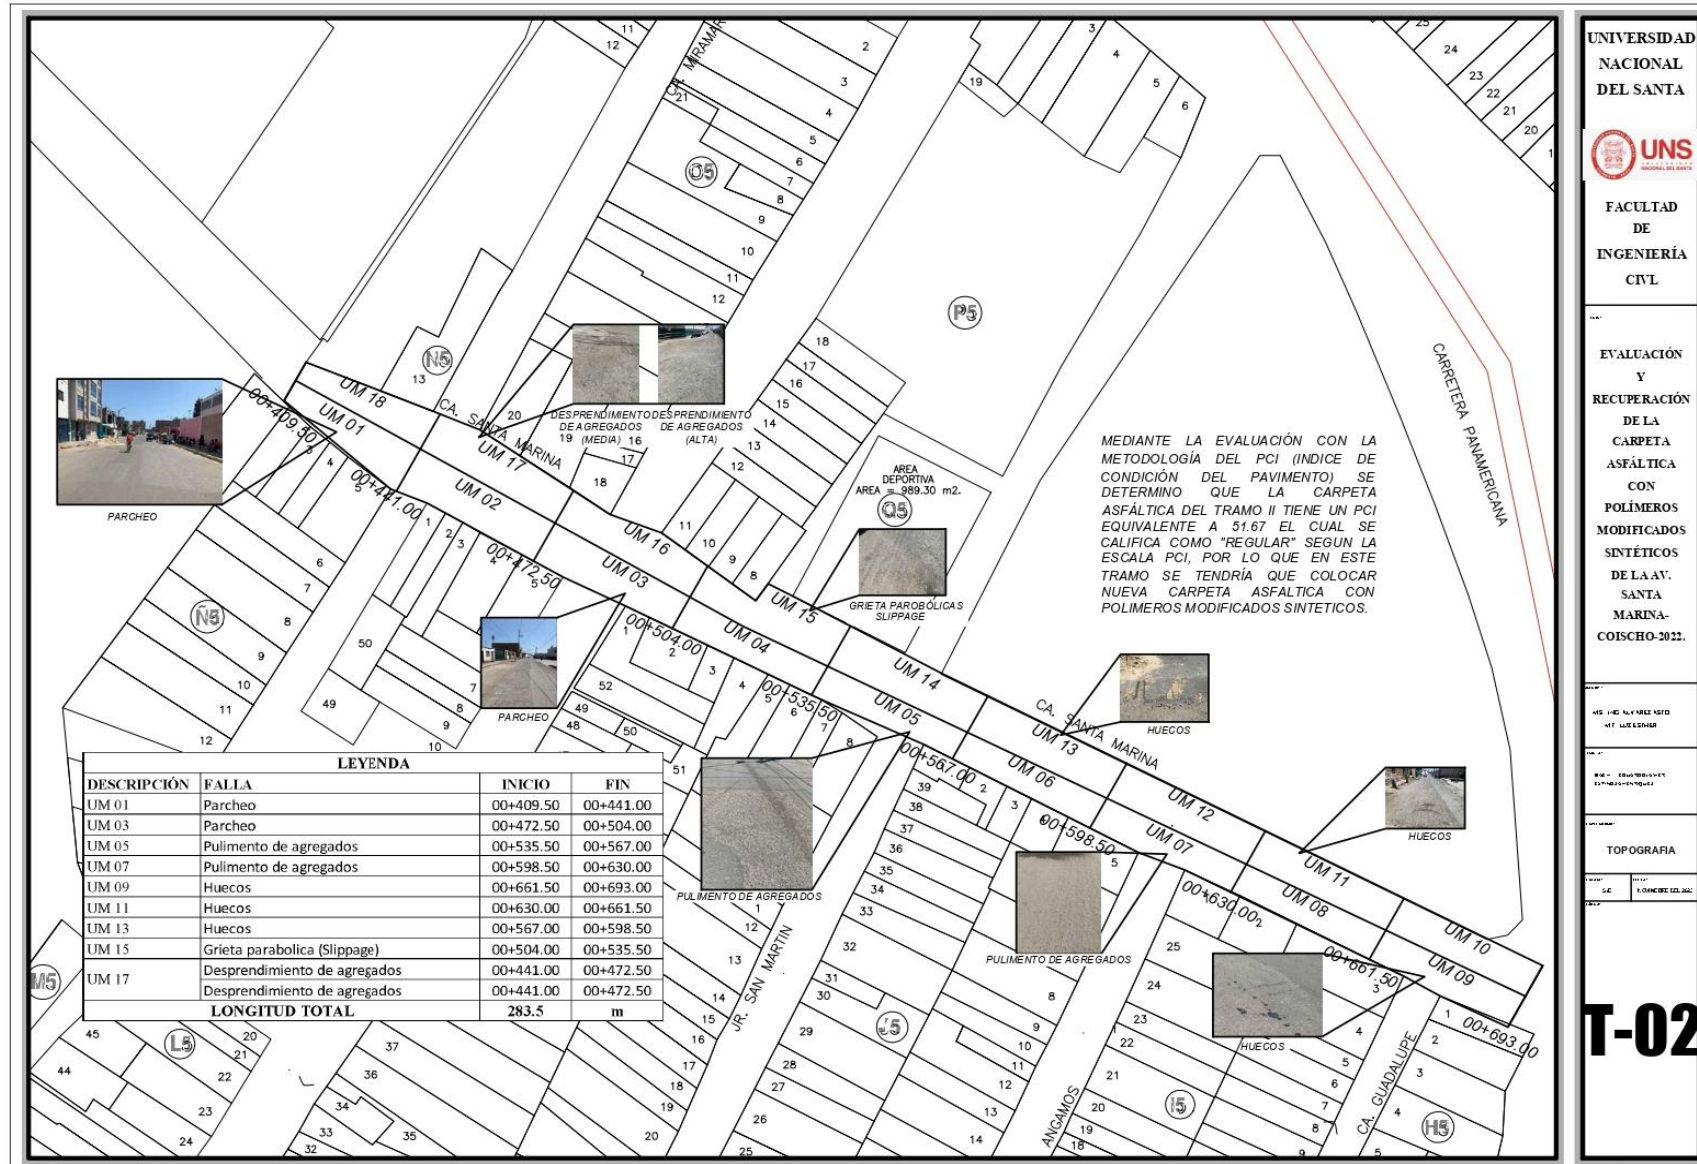 CA. MIRAMAR
O5
P5
N5
CARRETERA PANAMERICANA
UM 18
UM 01
00+409.50
CA. SANTA MARINA
DESPRENDIMIENTO
DE AGREGADOS
(MEDIA)
DESPRENDIMIENTO
DE AGREGADOS
(ALTA)
PARCHEO
UM 17
UM 02
00+441.00
AREA
DEPORTIVA
AREA = 989.30 m2.
Q5
MEDIANTE LA EVALUACIÓN CON LA
METODOLOGÍA DEL PCI (INDICE DE
CONDICIÓN DEL PAVIMENTO) SE
DETERMINO QUE LA CARPETA
ASFÁLTICA DEL TRAMO II TIENE UN PCI
EQUIVALENTE A 51.67 EL CUAL SE
CALIFICA COMO "REGULAR" SEGUN LA
ESCALA PCI, POR LO QUE EN ESTE
TRAMO SE TENDRÍA QUE COLOCAR
NUEVA CARPETA ASFALTICA CON
POLIMEROS MODIFICADOS SINTETICOS.
UM 16
UM 03
00+472.50
GRIETA PAROBÓLICAS
SLIPPAGE
UM 15
UM 04
00+504.00
Ñ5
PARCHEO
UM 14
UM 05
00+535.50
CA. SANTA MARINA
HUECOS
UM 13
UM 06
00+567.00
UM 12
UM 07
00+598.50
HUECOS
UM 11
UM 08
00+630.00
UM 10
UM 09
00+661.50
00+693.00
PULIMENTO DE AGREGADOS
PULIMENTO DE AGREGADOS
HUECOS
LEYENDA
DESCRIPCIÓN FALLA INICIO FIN
UM 01 Parcheo 00+409.50 00+441.00
UM 03 Parcheo 00+472.50 00+504.00
UM 05 Pulimento de agregados 00+535.50 00+567.00
UM 07 Pulimento de agregados 00+598.50 00+630.00
UM 09 Huecos 00+661.50 00+693.00
UM 11 Huecos 00+630.00 00+661.50
UM 13 Huecos 00+567.00 00+598.50
UM 15 Grieta parabolica (Slippage) 00+504.00 00+535.50
UM 17 Desprendimiento de agregados 00+441.00 00+472.50
Desprendimiento de agregados 00+441.00 00+472.50
LONGITUD TOTAL 283.5 m
M5
L5
JR. SAN MARTIN
J5
ANGAMOS
I5
CA. GUADALUPE
H5
UNIVERSIDAD
NACIONAL
DEL SANTA
UNS
FACULTAD
DE
INGENIERÍA
CIVL
EVALUACIÓN
Y
RECUPERACIÓN
DE LA
CARPETA
ASFÁLTICA
CON
POLÍMEROS
MODIFICADOS
SINTÉTICOS
DE LA AV.
SANTA
MARINA-
COISCHO-2022.
TOPOGRAFIA
T-02